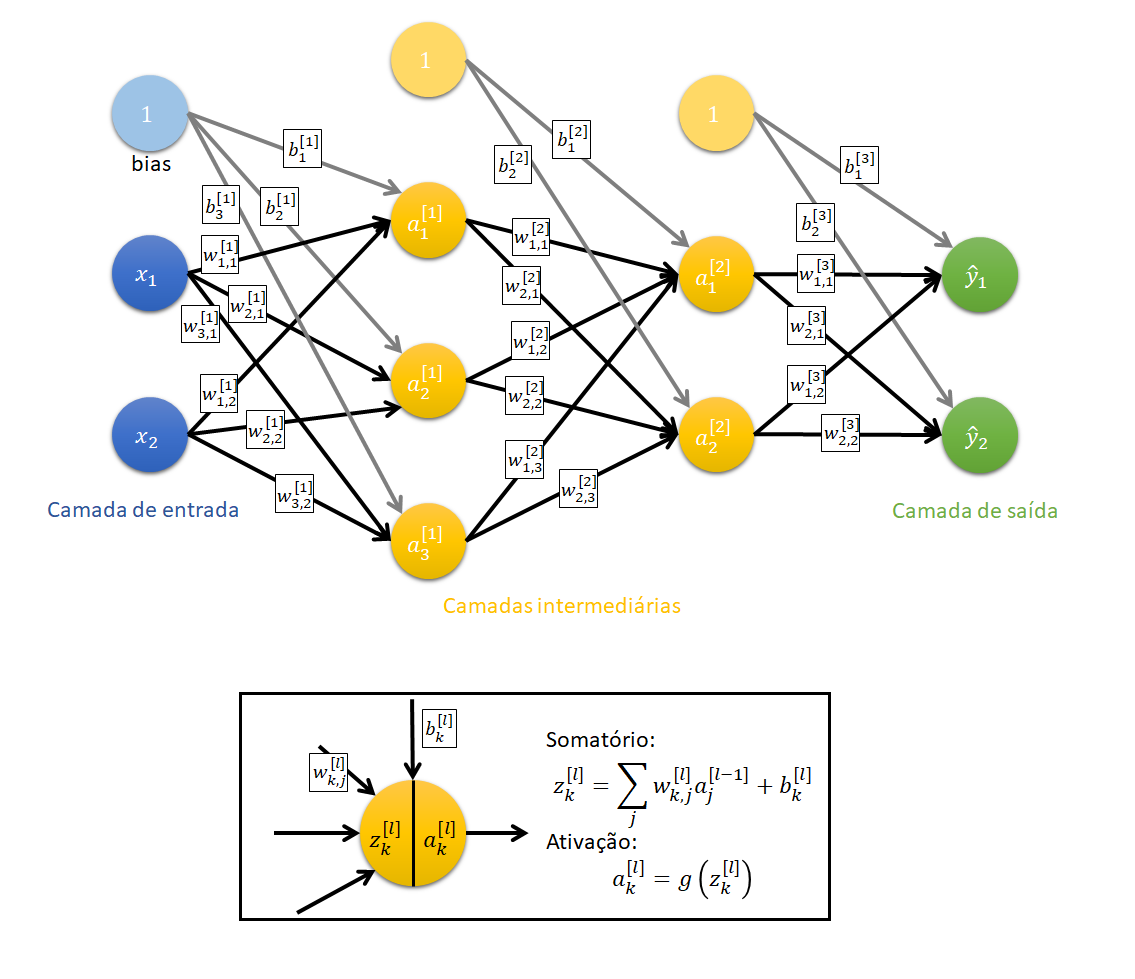 1
1
1
bias
b_1^{[1]}
b_1^{[2]}
b_2^{[2]}
b_1^{[3]}
b_3^{[1]}
b_2^{[1]}
b_2^{[3]}
x_1
w_{1,1}^{[1]}
a_1^{[1]}
w_{1,1}^{[2]}
a_1^{[2]}
w_{1,1}^{[3]}
ŷ_1
w_{2,1}^{[1]}
w_{2,1}^{[2]}
w_{3,1}^{[1]}
w_{2,1}^{[3]}
w_{1,2}^{[2]}
w_{1,2}^{[1]}
a_2^{[1]}
w_{2,2}^{[2]}
w_{1,2}^{[3]}
x_2
w_{2,2}^{[1]}
a_2^{[2]}
w_{2,2}^{[3]}
ŷ_2
w_{1,3}^{[2]}
w_{3,2}^{[1]}
w_{2,3}^{[2]}
Camada de entrada
Camada de saída
a_3^{[1]}
Camadas intermediárias
b_k^{[l]}
w_{k,j}^{[l]}
z_k^{[l]}
a_k^{[l]}
Somatório:
z_k^{[l]} = ∑_j w_{k,j}^{[l]} a_j^{[l-1]} + b_k^{[l]}
Ativação:
a_k^{[l]} = g(z_k^{[l]})